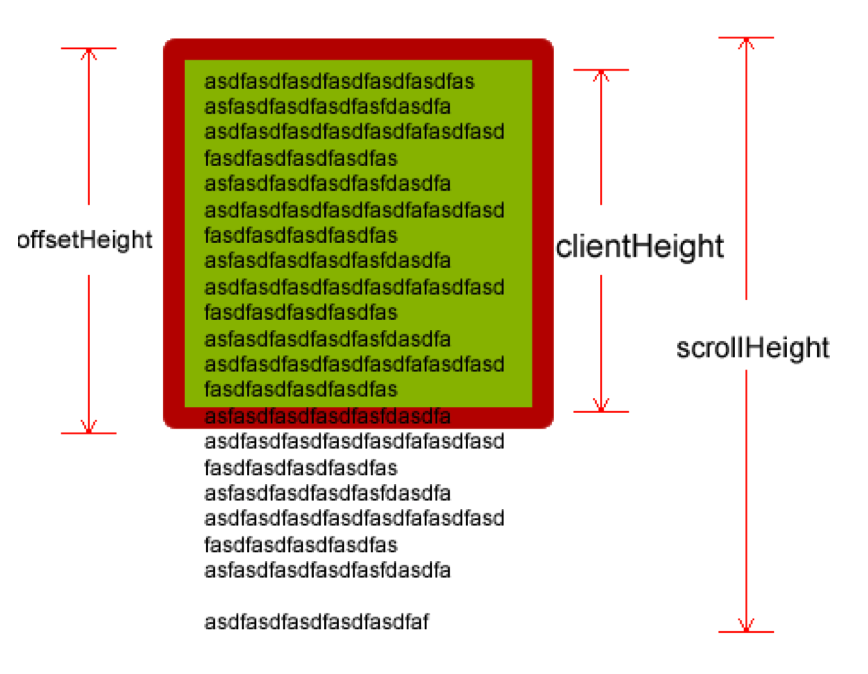 asdfasdfasdfasdfasdfasdfas
asfasdfasdfasdfasfdasdfa
asdfasdfasdfasdfasdfafasdfasd
fasdfasdfasdfasdfas
asfasdfasdfasdfasfdasdfa
asdfasdfasdfasdfasdfafasdfasd
offsetHeight
fasdfasdfasdfasdfas
clientHeight
asfasdfasdfasdfasfdasdfa
asdfasdfasdfasdfasdfafasdfasd
fasdfasdfasdfasdfas
asfasdfasdfasdfasfdasdfa
scrollHeight
asdfasdfasdfasdfasdfafasdfasd
fasdfasdfasdfasdfas
asfasdfasdfasdfasfdasdfa
asdfasdfasdfasdfasdfafasdfasd
fasdfasdfasdfasdfas
asfasdfasdfasdfasfdasdfa
asdfasdfasdfasdfasdfafasdfasd
fasdfasdfasdfasdfas
asfasdfasdfasdfasfdasdfa
asdfasdfasdfasdfasdfaf